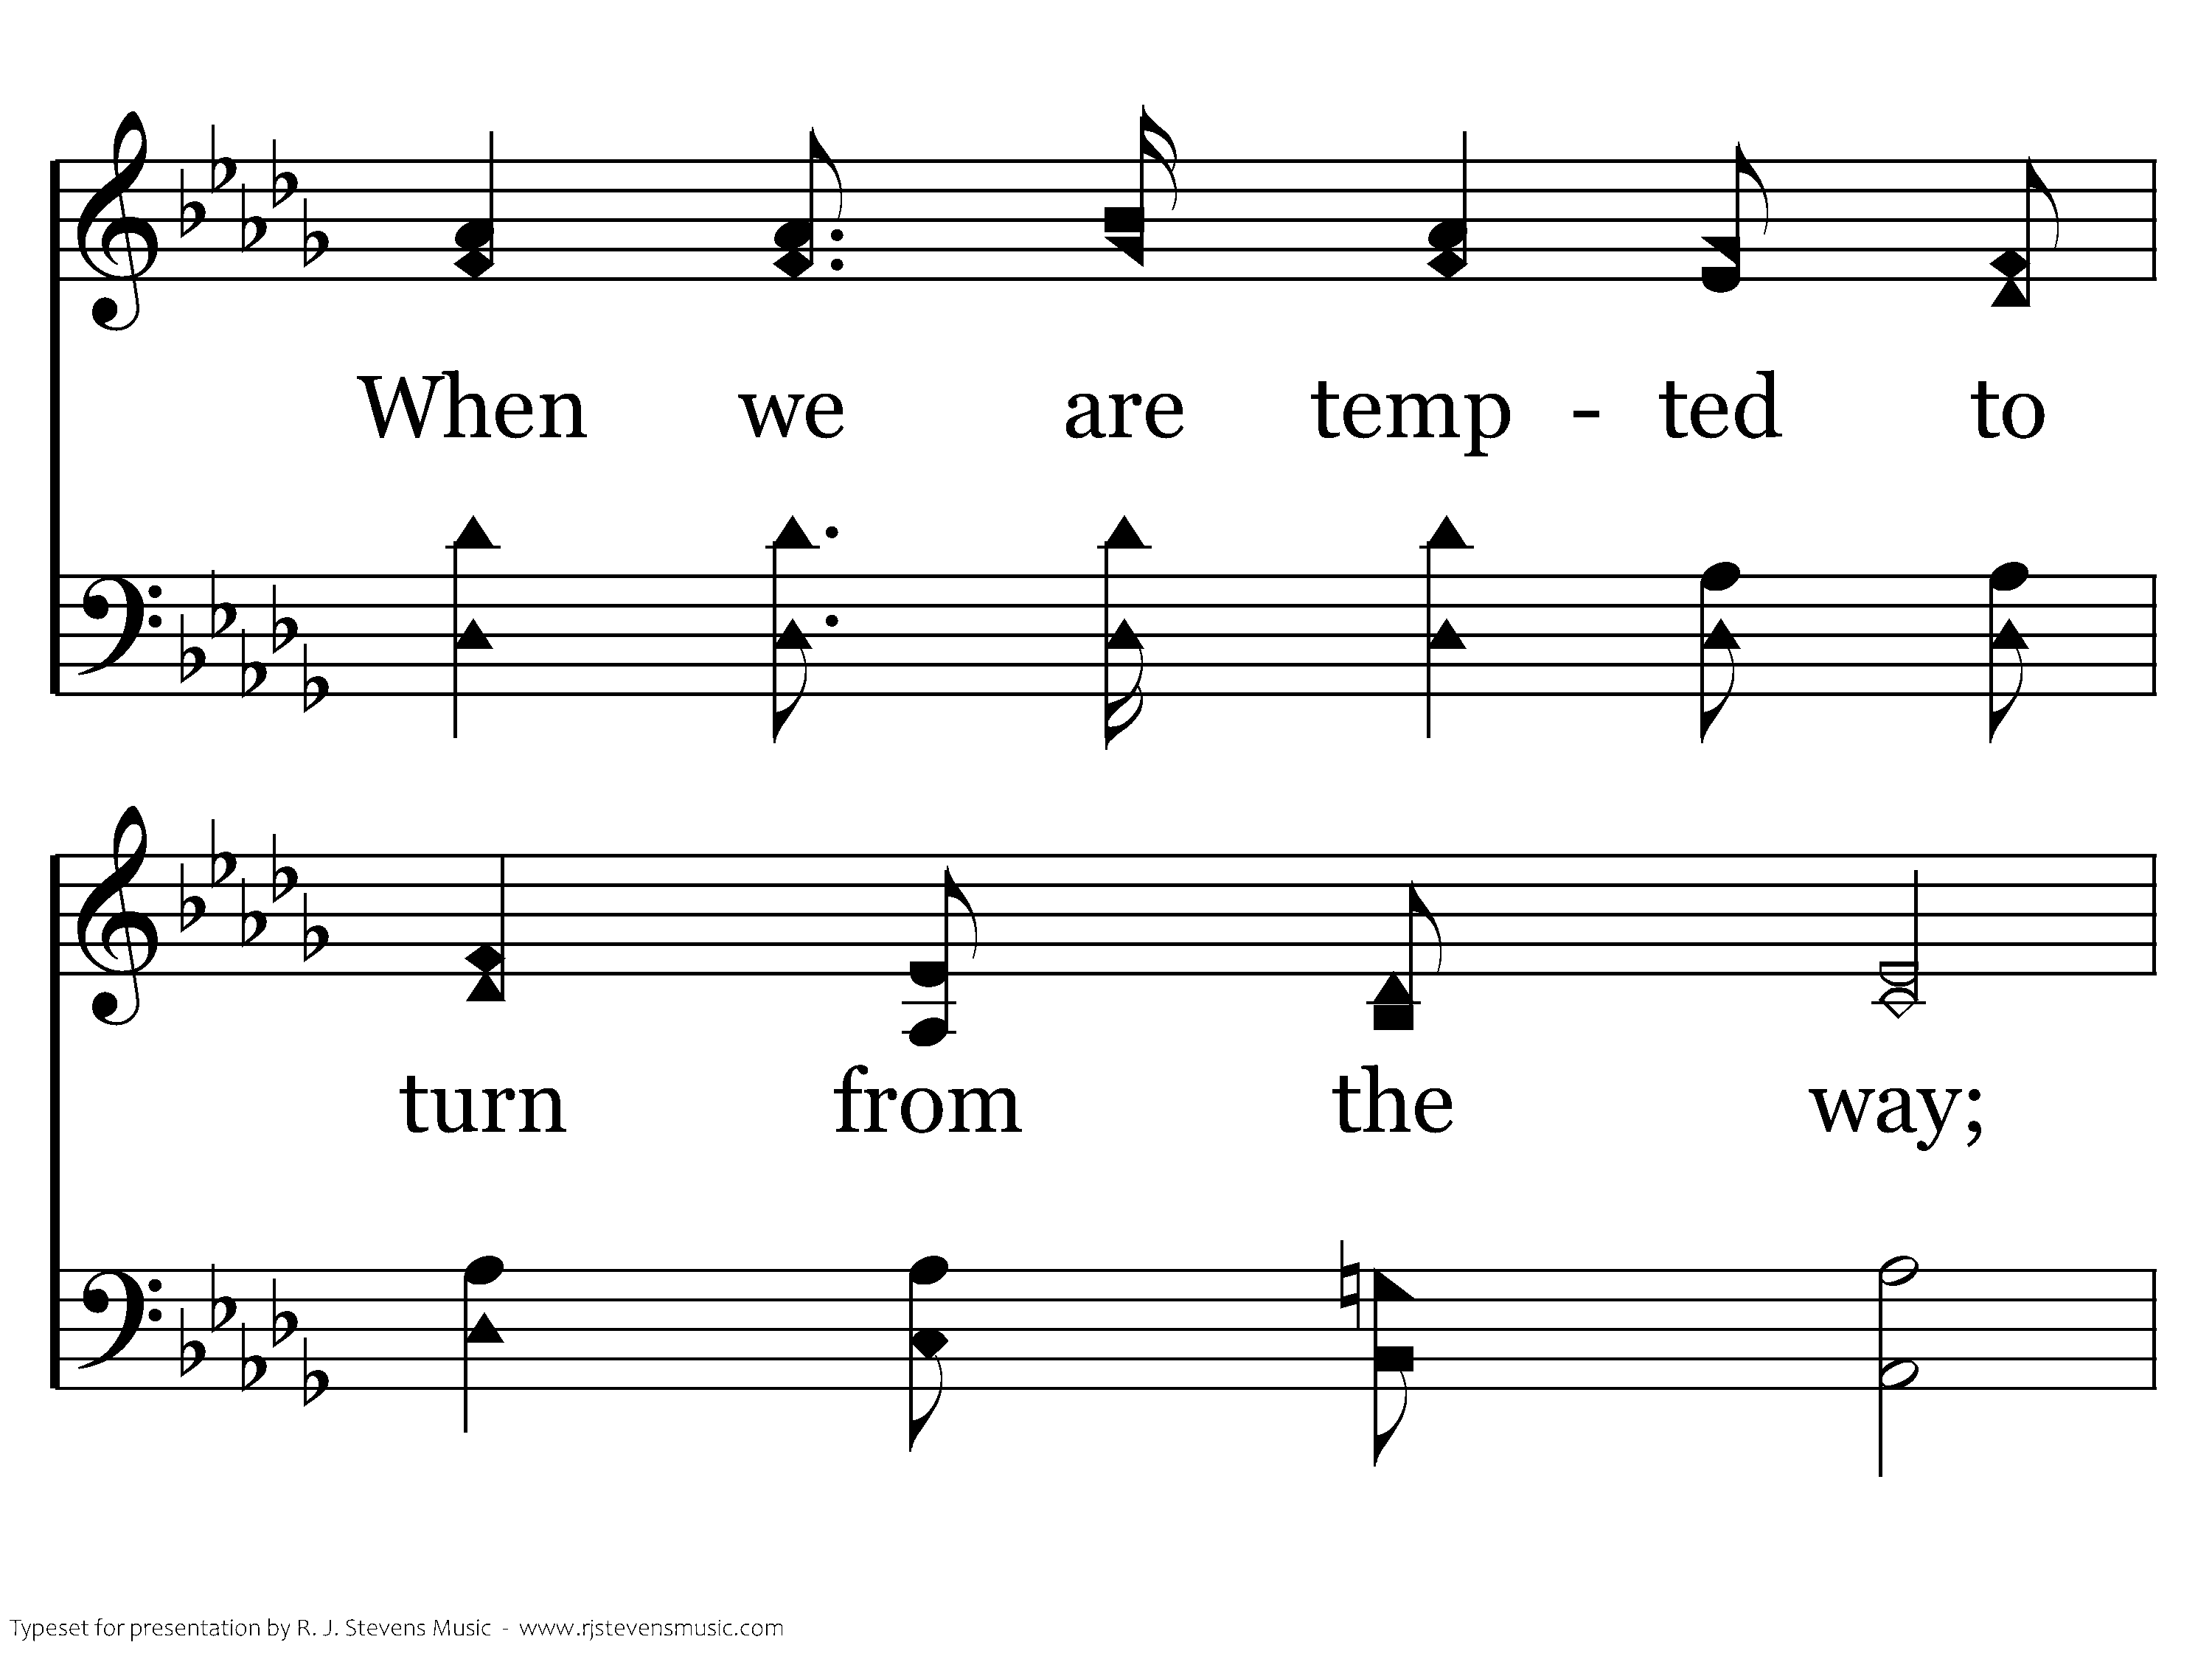 When we are temp - ted to
turn from the way;
Typeset for presentation by R. J. Stevens Music - www.rjstevensmusic.com